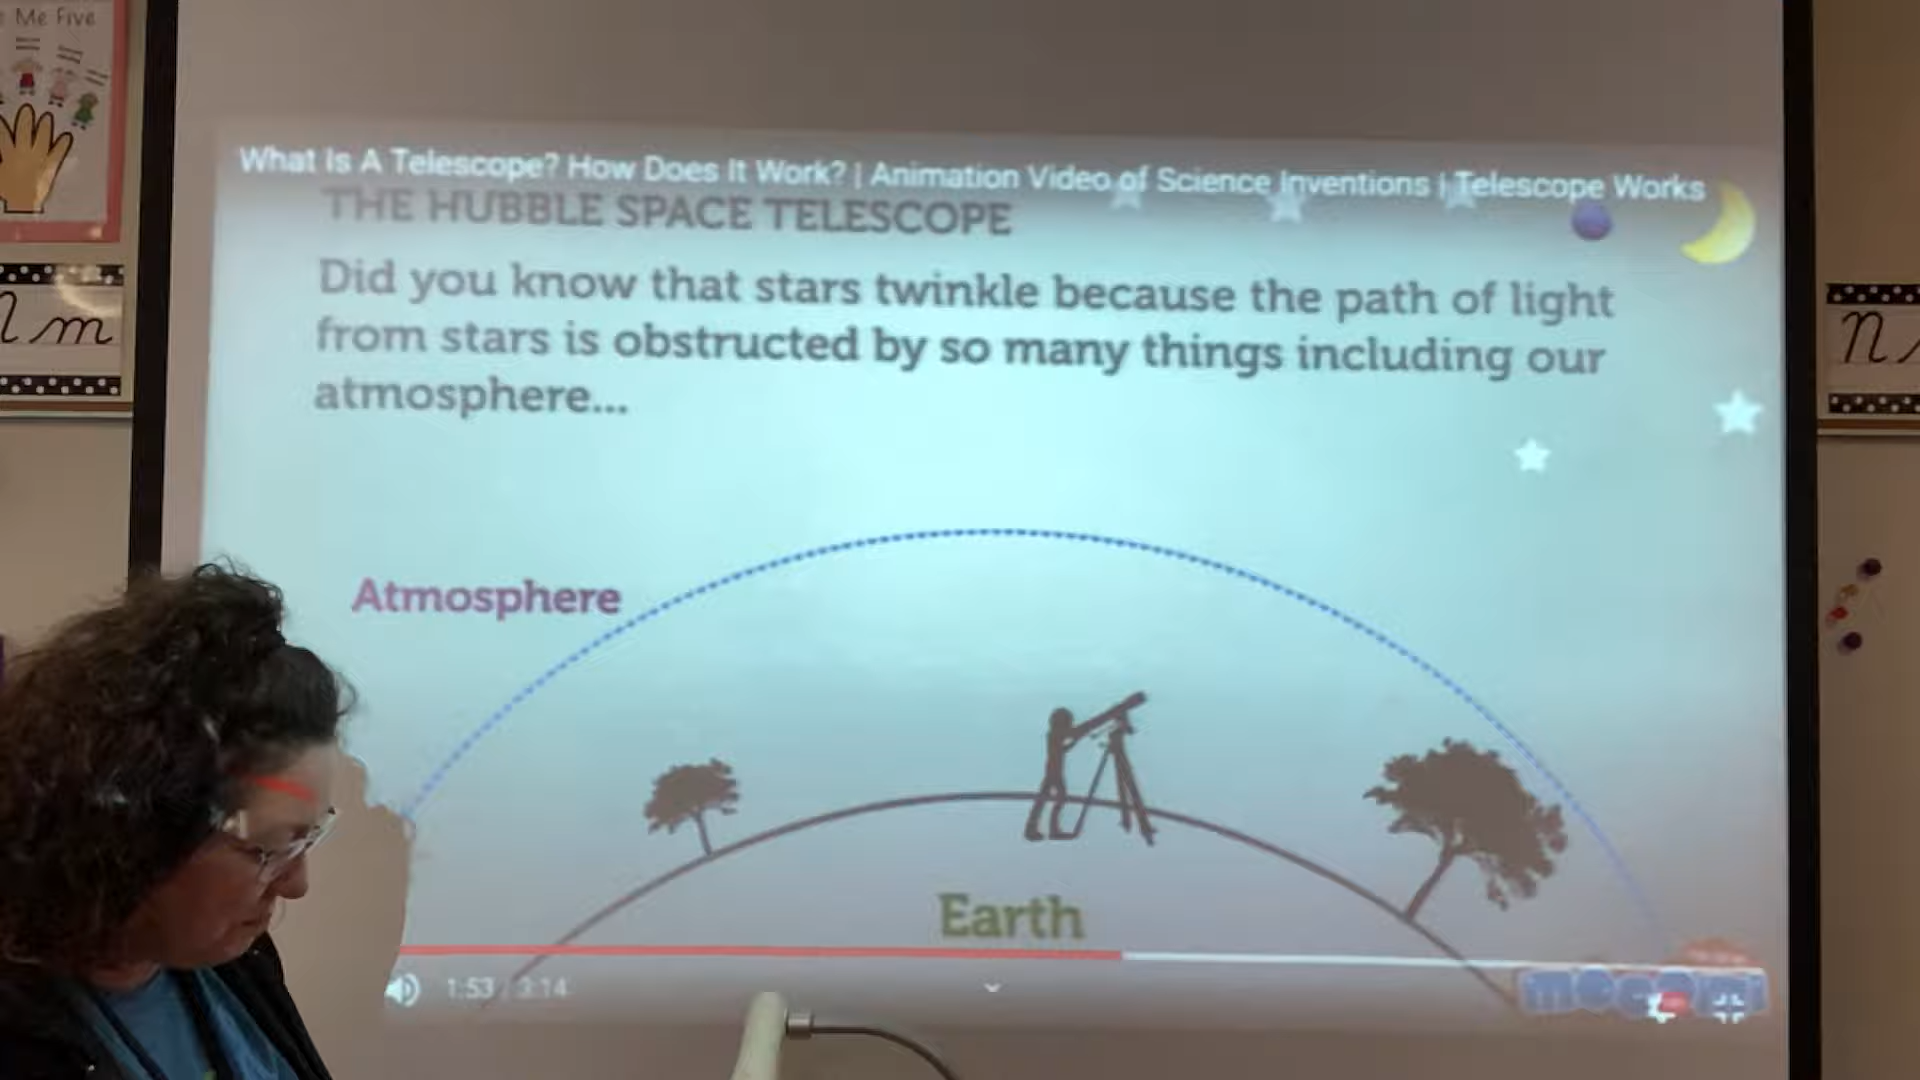 Me Five
What Is A Telescope? How Does It Work? | Animation Video of Science Inventions | Telescope Works
THE HUBBLE SPACE TELESCOPE
Did you know that stars twinkle because the path of light
from stars is obstructed by so many things including our
atmosphere...
m
n
Atmosphere
Earth
1:53 / 3:14